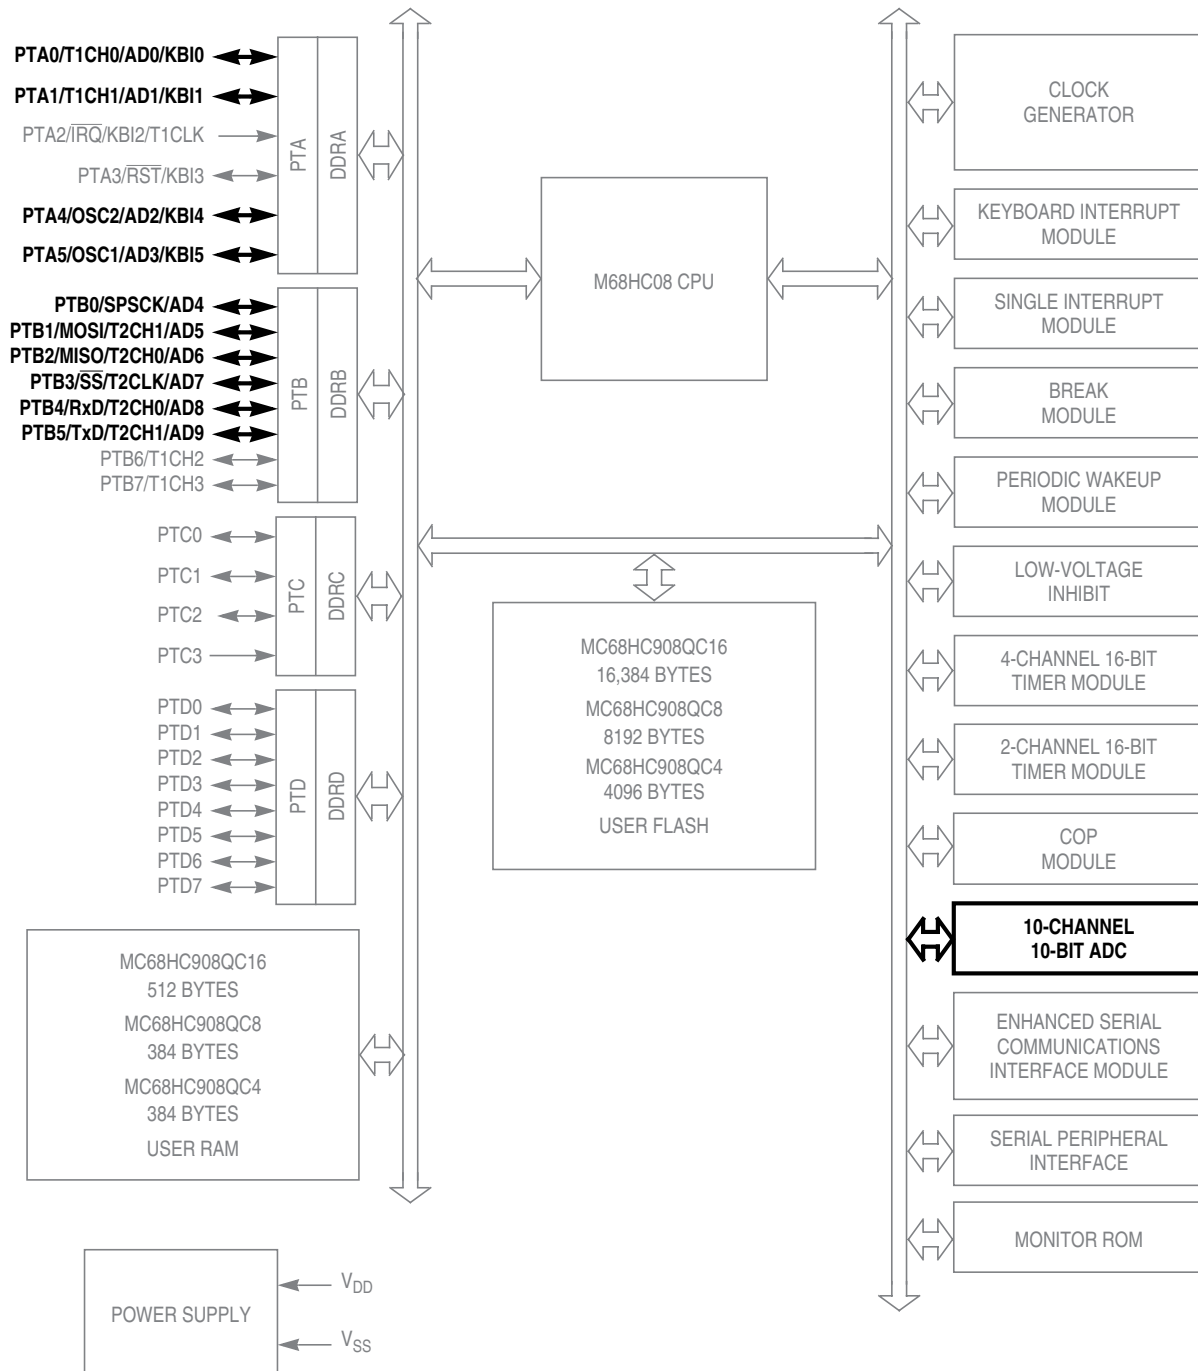 PTA0/T1CH0/AD0/KBI0
PTA1/T1CH1/AD1/KBI1
PTA2/I̅R̅Q̅/KBI2/T1CLK
PTA3/R̅S̅T̅/KBI3
PTA4/OSC2/AD2/KBI4
PTA5/OSC1/AD3/KBI5
PTA
DDRA
PTB0/SPSCK/AD4
PTB1/MOSI/T2CH1/AD5
PTB2/MISO/T2CH0/AD6
PTB3/S̅S̅/T2CLK/AD7
PTB4/RxD/T2CH0/AD8
PTB5/TxD/T2CH1/AD9
PTB6/T1CH2
PTB7/T1CH3
PTB
DDRB
PTC0
PTC1
PTC2
PTC3
PTC
DDRC
PTD0
PTD1
PTD2
PTD3
PTD4
PTD5
PTD6
PTD7
PTD
DDRD
MC68HC908QC16
512 BYTES
MC68HC908QC8
384 BYTES
MC68HC908QC4
384 BYTES
USER RAM
POWER SUPPLY
VDD
VSS
M68HC08 CPU
MC68HC908QC16
16,384 BYTES
MC68HC908QC8
8192 BYTES
MC68HC908QC4
4096 BYTES
USER FLASH
CLOCK
GENERATOR
KEYBOARD INTERRUPT
MODULE
SINGLE INTERRUPT
MODULE
BREAK
MODULE
PERIODIC WAKEUP
MODULE
LOW-VOLTAGE
INHIBIT
4-CHANNEL 16-BIT
TIMER MODULE
2-CHANNEL 16-BIT
TIMER MODULE
COP
MODULE
10-CHANNEL
10-BIT ADC
ENHANCED SERIAL
COMMUNICATIONS
INTERFACE MODULE
SERIAL PERIPHERAL
INTERFACE
MONITOR ROM